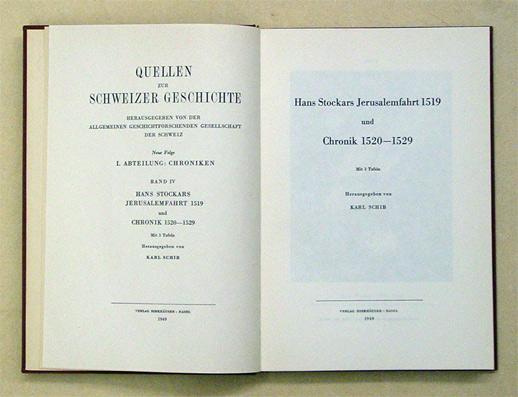 QUELLEN
ZUR
SCHWEIZER GESCHICHTE
HERAUSGEGEBEN VON DER
ALLGEMEINEN GESCHICHTFORSCHENDEN GESELLSCHAFT
DER SCHWEIZ
Neue Folge
I. ABTEILUNG: CHRONIKEN
BAND IV
HANS STOCKARS
JERUSALEMFAHRT 1519
und
CHRONIK 1520—1529
Mit 3 Tafeln
Herausgegeben von
KARL SCHIB
VERLAG BIRKHÄUSER · BASEL
1949
Hans Stockars Jerusalemfahrt 1519
und
Chronik 1520—1529
Mit 3 Tafeln
Herausgegeben von
KARL SCHIB
VERLAG BIRKHÄUSER · BASEL
1949